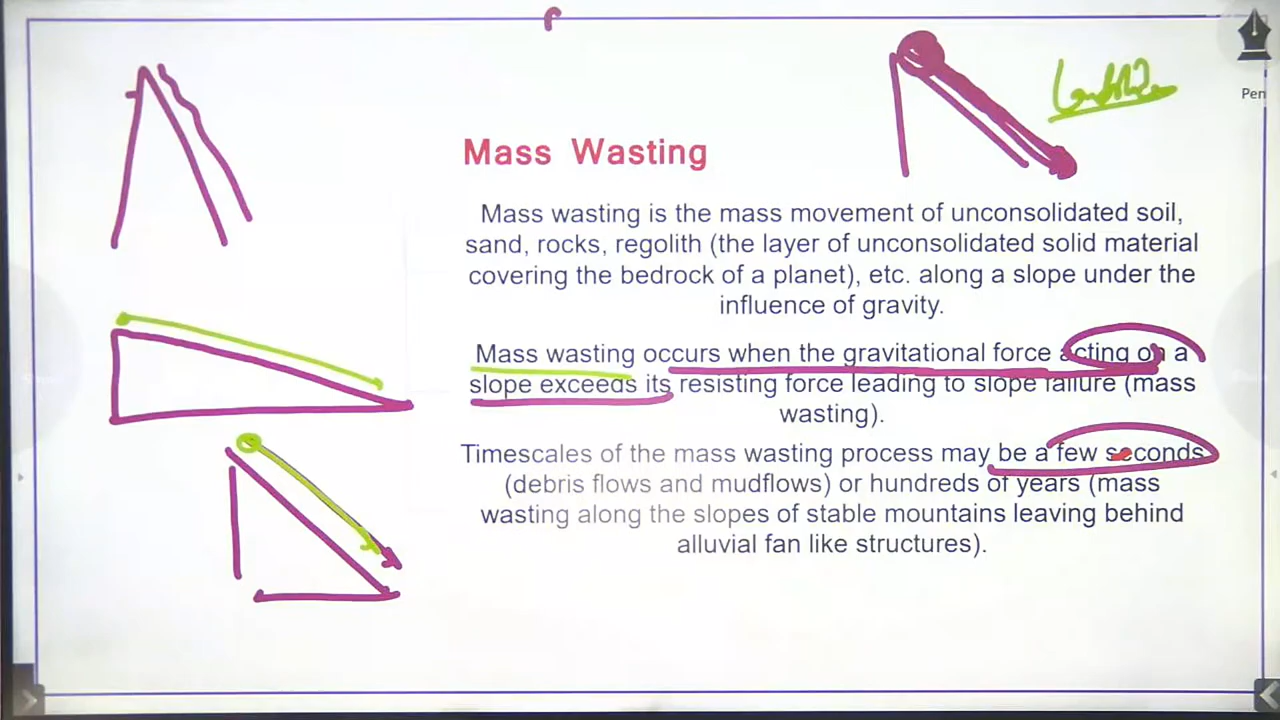 Pen
Mass Wasting
Mass wasting is the mass movement of unconsolidated soil,
sand, rocks, regolith (the layer of unconsolidated solid material
covering the bedrock of a planet), etc. along a slope under the
influence of gravity.
Mass wasting occurs when the gravitational force acting on a
slope exceeds its resisting force leading to slope failure (mass
wasting).
Timescales of the mass wasting process may be a few seconds
(debris flows and mudflows) or hundreds of years (mass
wasting along the slopes of stable mountains leaving behind
alluvial fan like structures).